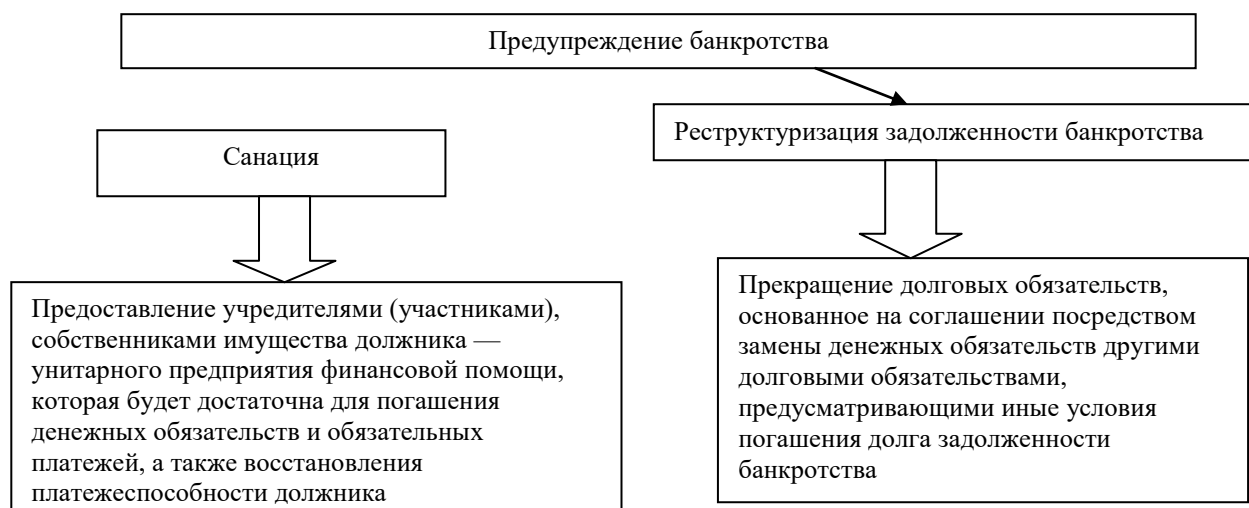 Предупреждение банкротства
Реструктуризация задолженности банкротства
Санация
Предоставление учредителями (участниками),
собственниками имущества должника —
унитарного предприятия финансовой помощи,
которая будет достаточна для погашения
денежных обязательств и обязательных
платежей, а также восстановления
платежеспособности должника
Прекращение долговых обязательств,
основанное на соглашении посредством
замены денежных обязательств другими
долговыми обязательствами,
предусматривающими иные условия
погашения долга задолженности
банкротства